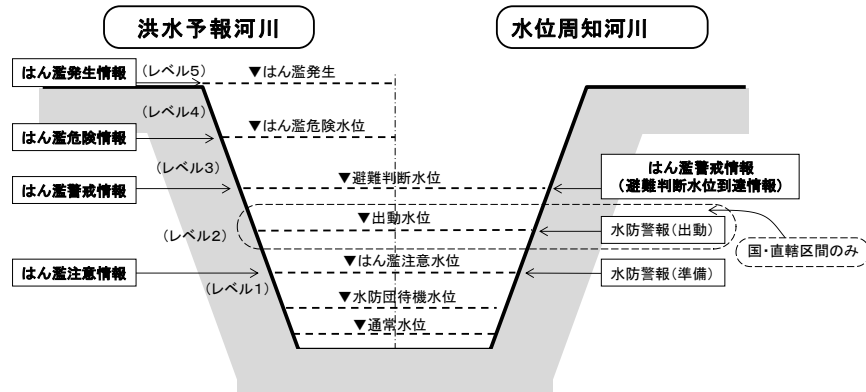 洪水予報河川
水位周知河川
はん濫発生情報
(レベル5)
▼はん濫発生
(レベル4)
はん濫危険情報
▼はん濫危険水位
(レベル3)
はん濫警戒情報
▼避難判断水位
はん濫警戒情報
(避難判断水位到達情報)
▼出動水位
(レベル2)
水防警報(出動)
国・直轄区間のみ
はん濫注意情報
▼はん濫注意水位
水防警報(準備)
(レベル1)
▼水防団待機水位
▼通常水位